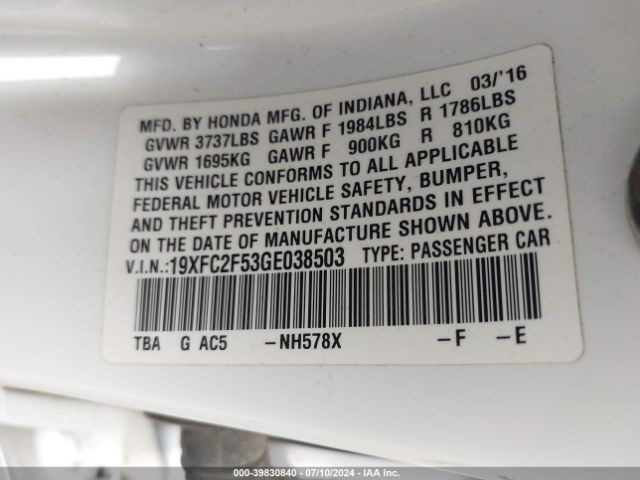 MFD. BY HONDA MFG. OF INDIANA, LLC 03/'16
GVWR 3737LBS GAWR F 1984LBS R 1786LBS
GVWR 1695KG GAWR F 900KG R 810KG
THIS VEHICLE CONFORMS TO ALL APPLICABLE
FEDERAL MOTOR VEHICLE SAFETY, BUMPER,
AND THEFT PREVENTION STANDARDS IN EFFECT
ON THE DATE OF MANUFACTURE SHOWN ABOVE.
V.I.N.:19XFC2F53GE038503 TYPE: PASSENGER CAR
TBA G AC5 -NH578X -F -E
000-39830840 - 07/10/2024 - IAA Inc.